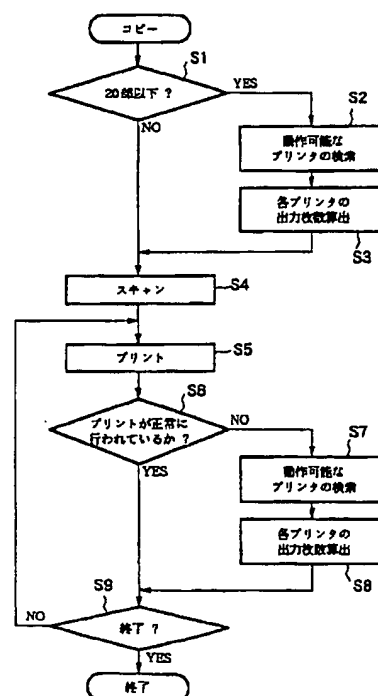 コピー
S1
20部以下 ?
YES
NO
S2
動作可能な
プリンタの検索
各プリンタの
出力枚数算出
S3
スキャン
S4
プリント
S5
S6
プリントが正常に
行われているか ?
NO
YES
S7
動作可能な
プリンタの検索
各プリンタの
出力枚数算出
S8
S9
NO
終了 ?
YES
終了